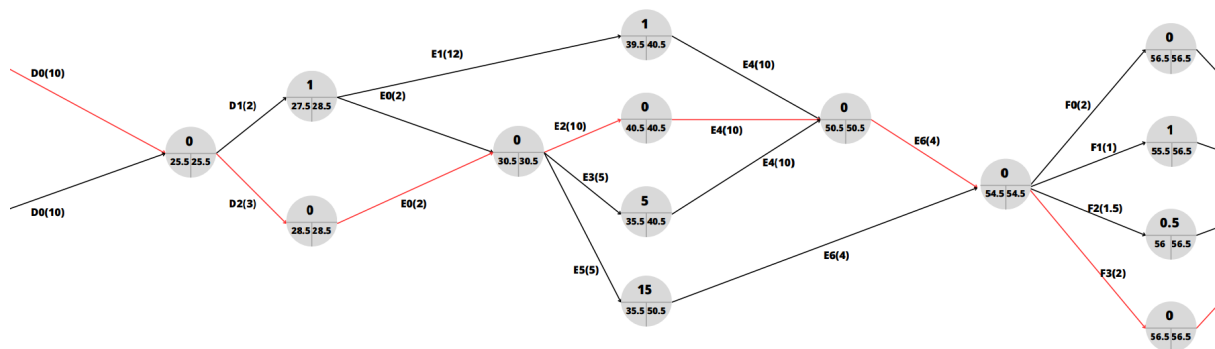 D0(10)
D0(10)
0
25.5 25.5
D1(2)
D2(3)
1
27.5 28.5
0
28.5 28.5
E1(12)
E0(2)
E0(2)
0
30.5 30.5
E2(10)
E3(5)
E5(5)
1
39.5 40.5
0
40.5 40.5
5
35.5 40.5
15
35.5 50.5
E4(10)
E4(10)
E4(10)
E6(4)
0
50.5 50.5
E6(4)
0
54.5 54.5
F0(2)
F1(1)
F2(1.5)
F3(2)
0
56.5 56.5
1
55.5 56.5
0.5
56 56.5
0
56.5 56.5